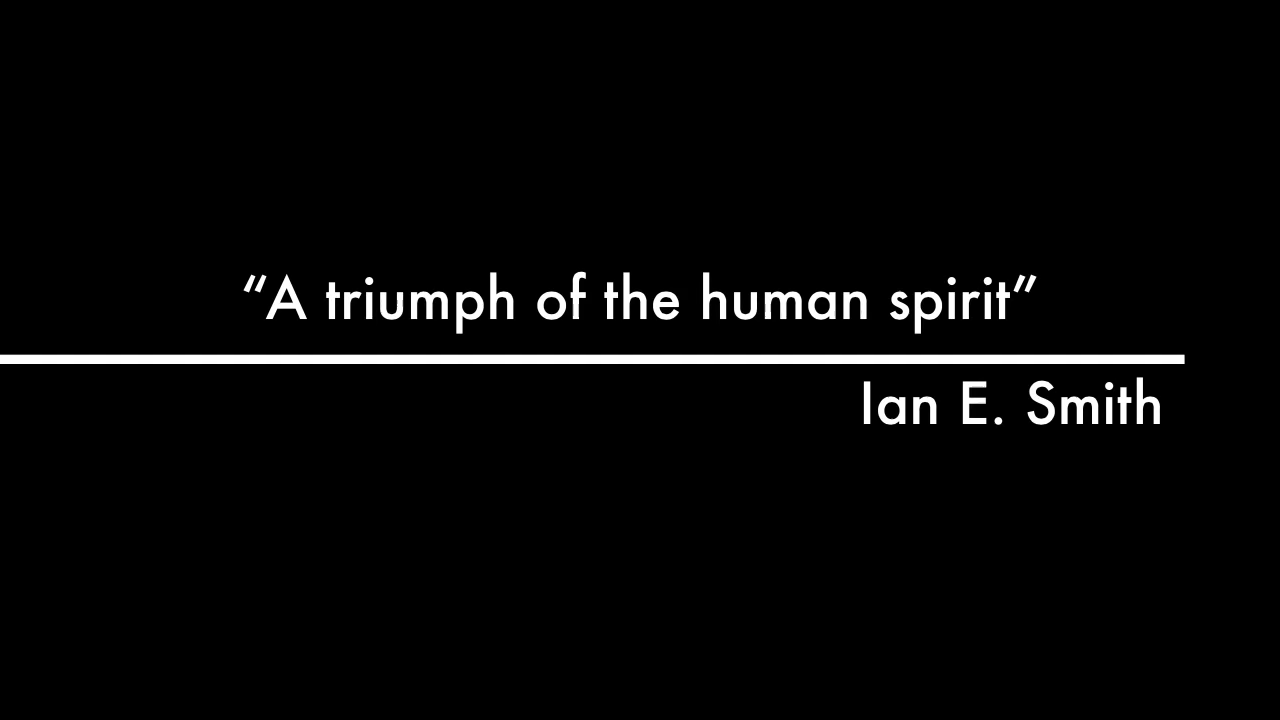 “A triumph of the human spirit”
Ian E. Smith